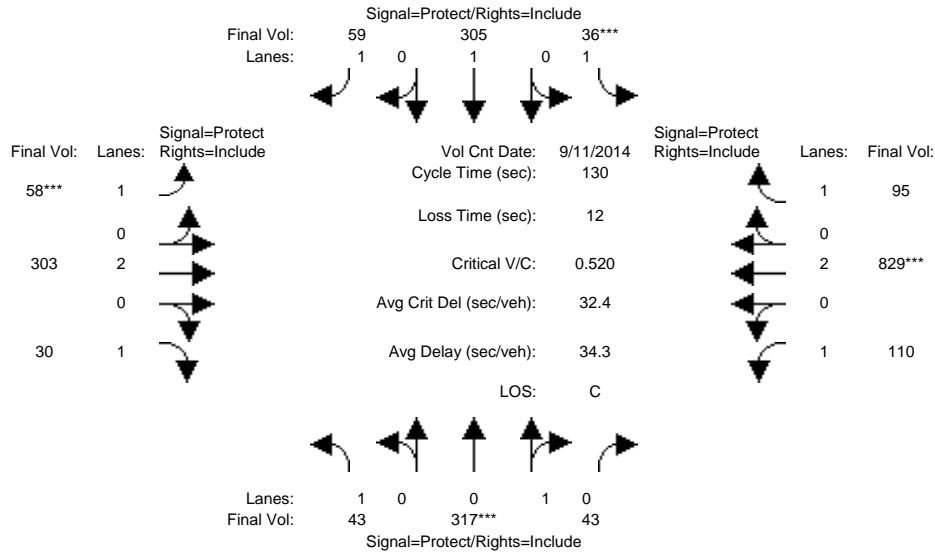 Signal=Protect/Rights=Include
Final Vol: 59 305 36***
Lanes: 1 0 1 0 1
Signal=Protect Signal=Protect
Final Vol: Lanes: Rights=Include Vol Cnt Date: 9/11/2014 Rights=Include Lanes: Final Vol:
Cycle Time (sec): 130
58*** 1 1 95
Loss Time (sec): 12
0 0
303 2 Critical V/C: 0.520 2 829***
0 Avg Crit Del (sec/veh): 32.4 0
30 1 Avg Delay (sec/veh): 34.3 1 110
LOS: C
Lanes: 1 0 0 1 0
Final Vol: 43 317*** 43
Signal=Protect/Rights=Include